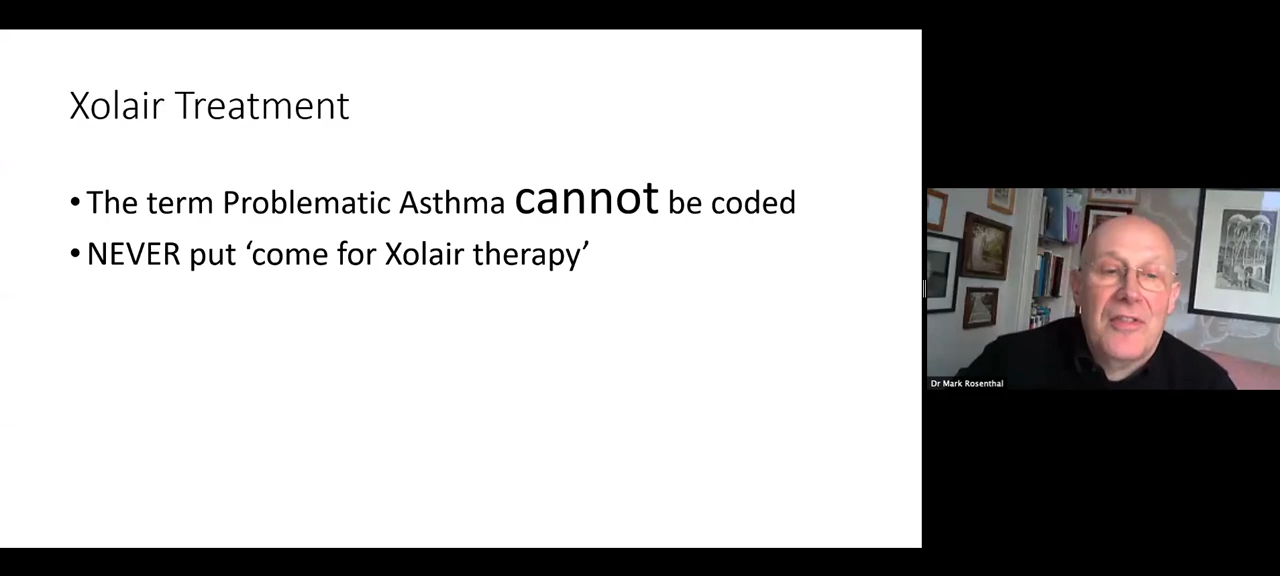 Xolair Treatment
•The term Problematic Asthma cannot be coded
•NEVER put ‘come for Xolair therapy’
Dr Mark Rosenthal